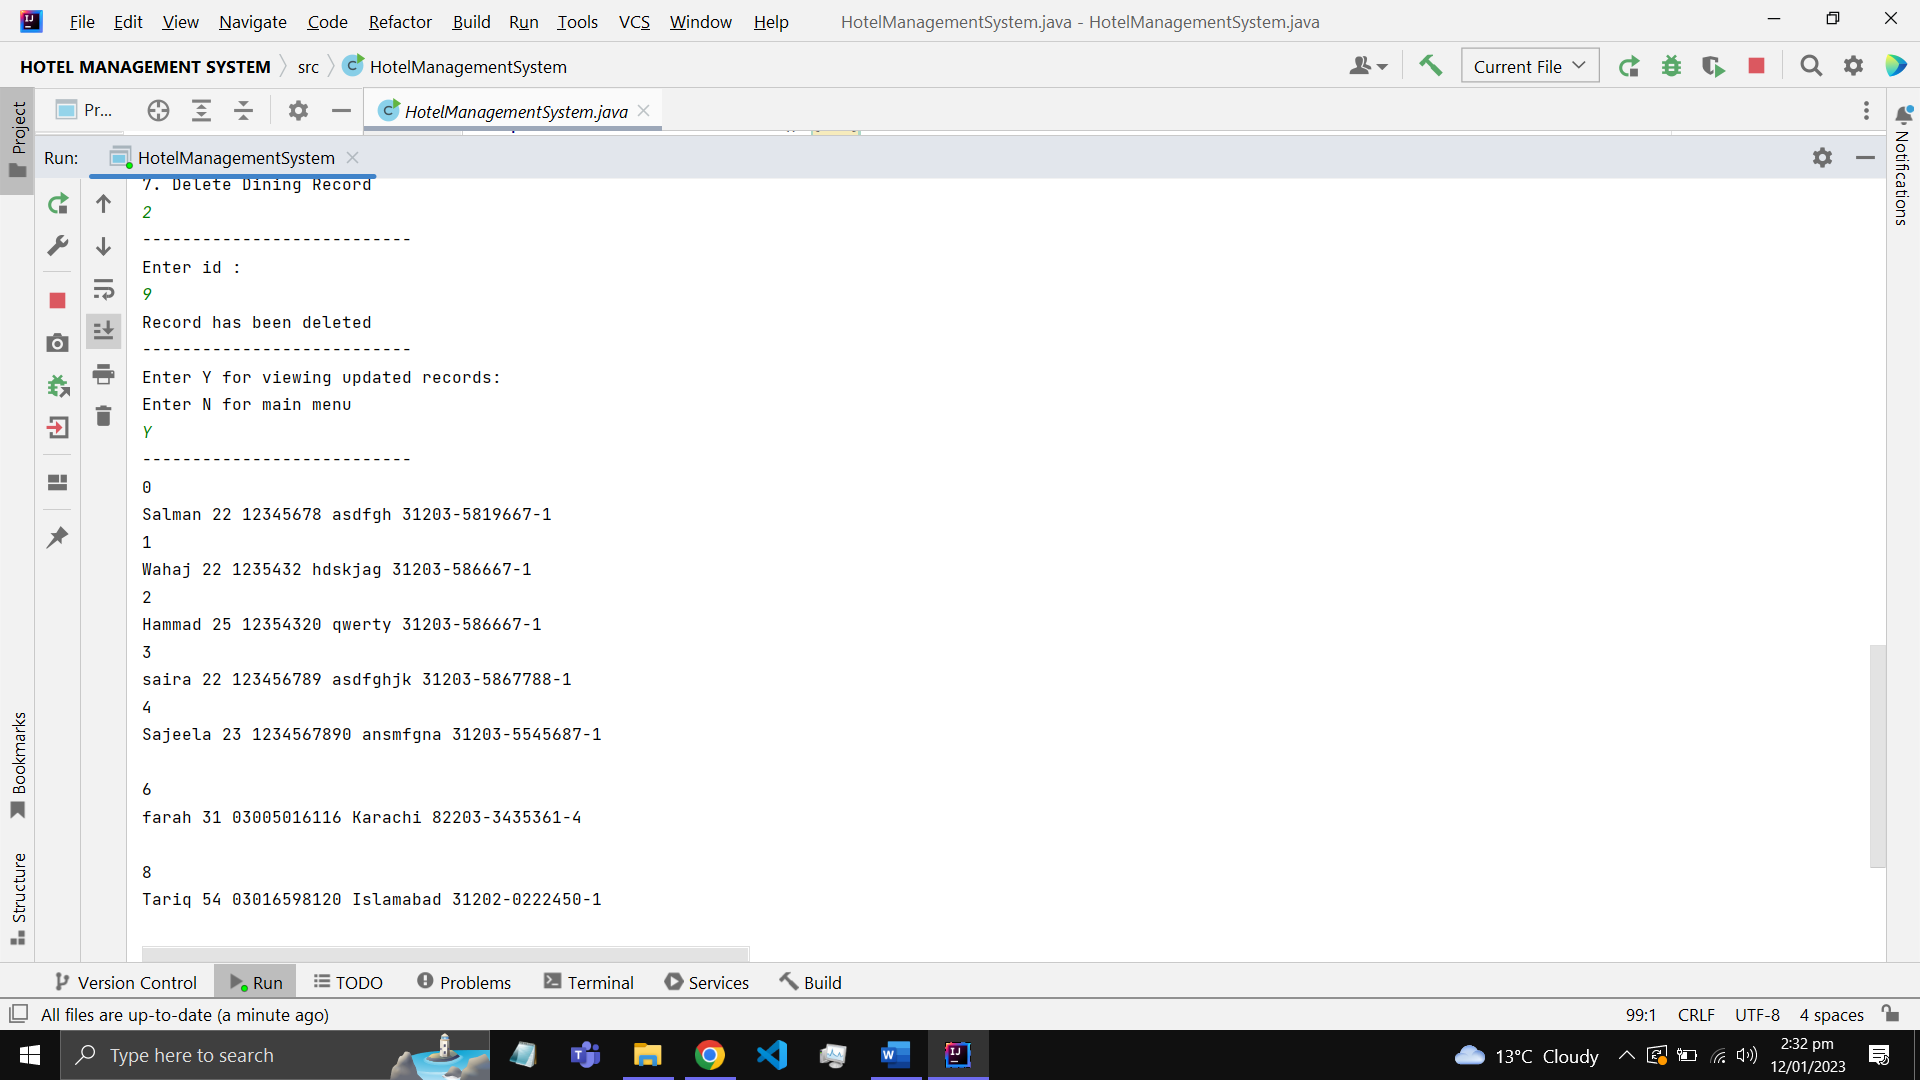 File Edit View Navigate Code Refactor Build Run Tools VCS Window Help HotelManagementSystem.java - HotelManagementSystem.java
HOTEL MANAGEMENT SYSTEM src HotelManagementSystem Current File
Project Pr... HotelManagementSystem.java
Run: HotelManagementSystem
Notifications
7. Delete Dining Record
2
---------------------------
Enter id :
9
Record has been deleted
---------------------------
Enter Y for viewing updated records:
Enter N for main menu
Y
---------------------------
0
Salman 22 12345678 asdfgh 31203-5819667-1
1
Wahaj 22 1235432 hdskjag 31203-586667-1
2
Hammad 25 12354320 qwerty 31203-586667-1
3
saira 22 123456789 asdfghjk 31203-5867788-1
4
Sajeela 23 1234567890 ansmfgna 31203-5545687-1
6
farah 31 03005016116 Karachi 82203-3435361-4
8
Tariq 54 03016598120 Islamabad 31202-0222450-1
Bookmarks
Structure
Version Control Run TODO Problems Terminal Services Build
All files are up-to-date (a minute ago) 99:1 CRLF UTF-8 4 spaces
Type here to search 13°C Cloudy 2:32 pm
12/01/2023